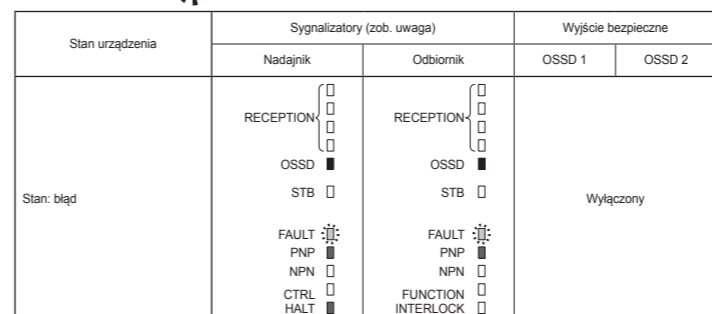 Stan urządzenia
Sygnalizatory (zob. uwaga)
Wyjście bezpieczne
Nadajnik
Odbiornik
OSSD 1
OSSD 2
Stan: błąd
RECEPTION
OSSD
STB
FAULT
PNP
NPN
CTRL
HALT
RECEPTION
OSSD
STB
FAULT
PNP
NPN
FUNCTION
INTERLOCK
Wyłączony